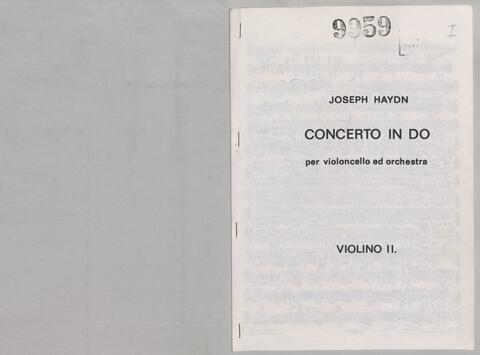 9959
I
JOSEPH HAYDN
CONCERTO IN DO
per violoncello ed orchestra
VIOLINO II.